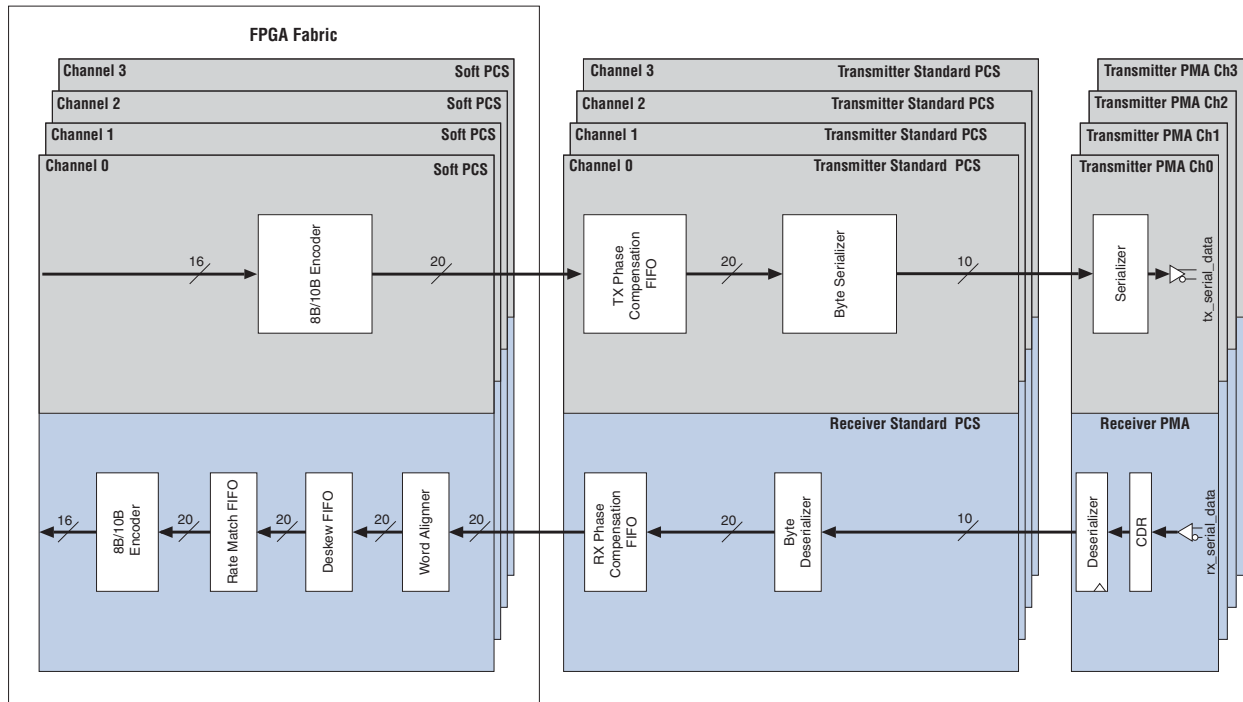 FPGA Fabric
Channel 3
Soft PCS
Channel 2
Soft PCS
Channel 1
Soft PCS
Channel 0
Soft PCS
16
8B/10B Encoder
20
Channel 3
Transmitter Standard PCS
Channel 2
Transmitter Standard PCS
Channel 1
Transmitter Standard PCS
Channel 0
Transmitter Standard PCS
TX Phase
Compensation
FIFO
20
Byte Serializer
10
Transmitter PMA Ch3
Transmitter PMA Ch2
Transmitter PMA Ch1
Transmitter PMA Ch0
Serializer
tx_serial_data
16
8B/10B
Encoder
20
Rate Match FIFO
20
Deskew FIFO
20
Word Alignner
20
Receiver Standard PCS
RX Phase
Compensation
FIFO
20
Byte
Deserializer
10
Receiver PMA
Deserializer
CDR
rx_serial_data